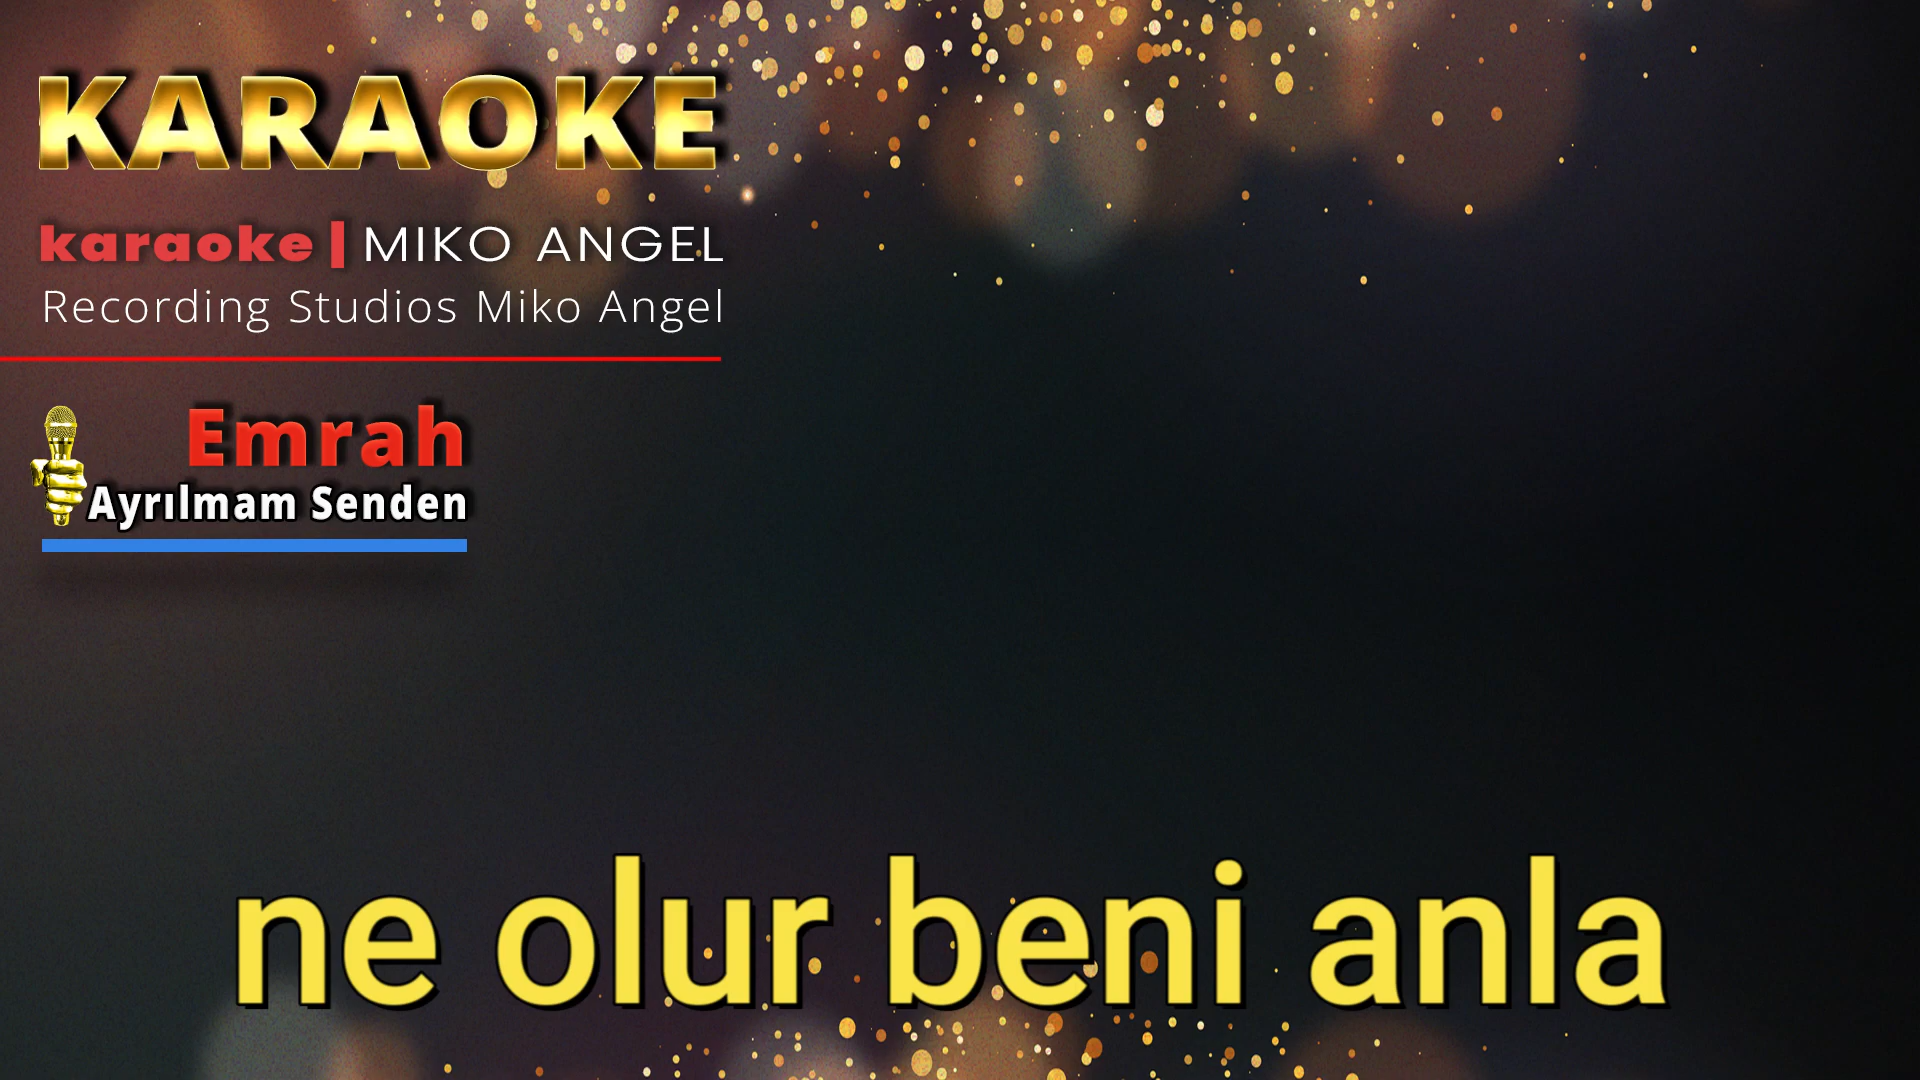 KARAOKE
karaoke | MIKO ANGEL
Recording Studios Miko Angel
Emrah
Ayrılmam Senden
ne olur beni anla